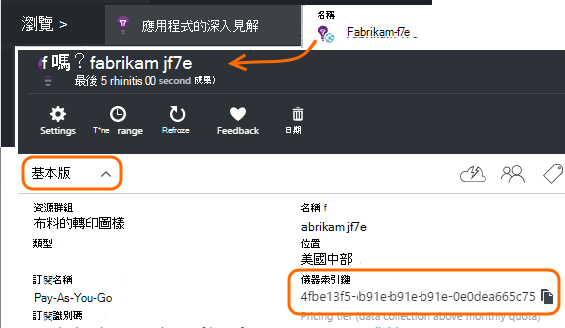 瀏覽 >
應用程式的深入見解
名稱
Fabrikam-f7e
f 嗎？fabrikam jf7e
最後 5 rhinitis 00 second 成果)
Settings
range
Feedback
日期
基本版
資源群組
布料的轉印圖樣
類型
名稱 f
abrikam jf7e
位置
美國中部
訂閱名稱
Pay-As-You-Go
訂閱識別碼
儀器索引鍵
4fbe13f5-ib91e-b91e-b91e-0e0dea665c75
Pricing tier (data collection above monthly quota)